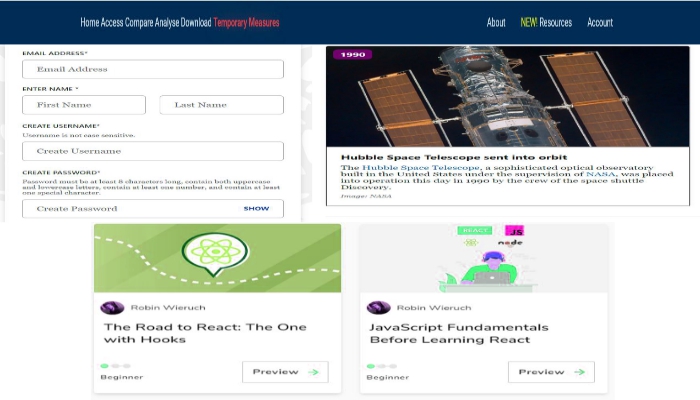 Home Access Compare Analyse Download Temporary Measures
About NEW! Resources Account
EMAIL ADDRESS*
Email Address
ENTER NAME *
First Name
Last Name
CREATE USERNAME*
Username is not case sensitive.
Create Username
CREATE PASSWORD*
Password must be at least 8 characters long, contain both uppercase
and lowercase letters, contain at least one number, and contain at least
one special character.
Create Password
SHOW
1990
Hubble Space Telescope sent into orbit
The Hubble Space Telescope, a sophisticated optical observatory
built in the United States under the supervision of NASA, was placed
into operation this day in 1990 by the crew of the space shuttle
Discovery.
Image: NASA
Robin Wieruch
The Road to React: The One
with Hooks
Beginner
Preview
REACT
JS
node
Robin Wieruch
JavaScript Fundamentals
Before Learning React
Beginner
Preview